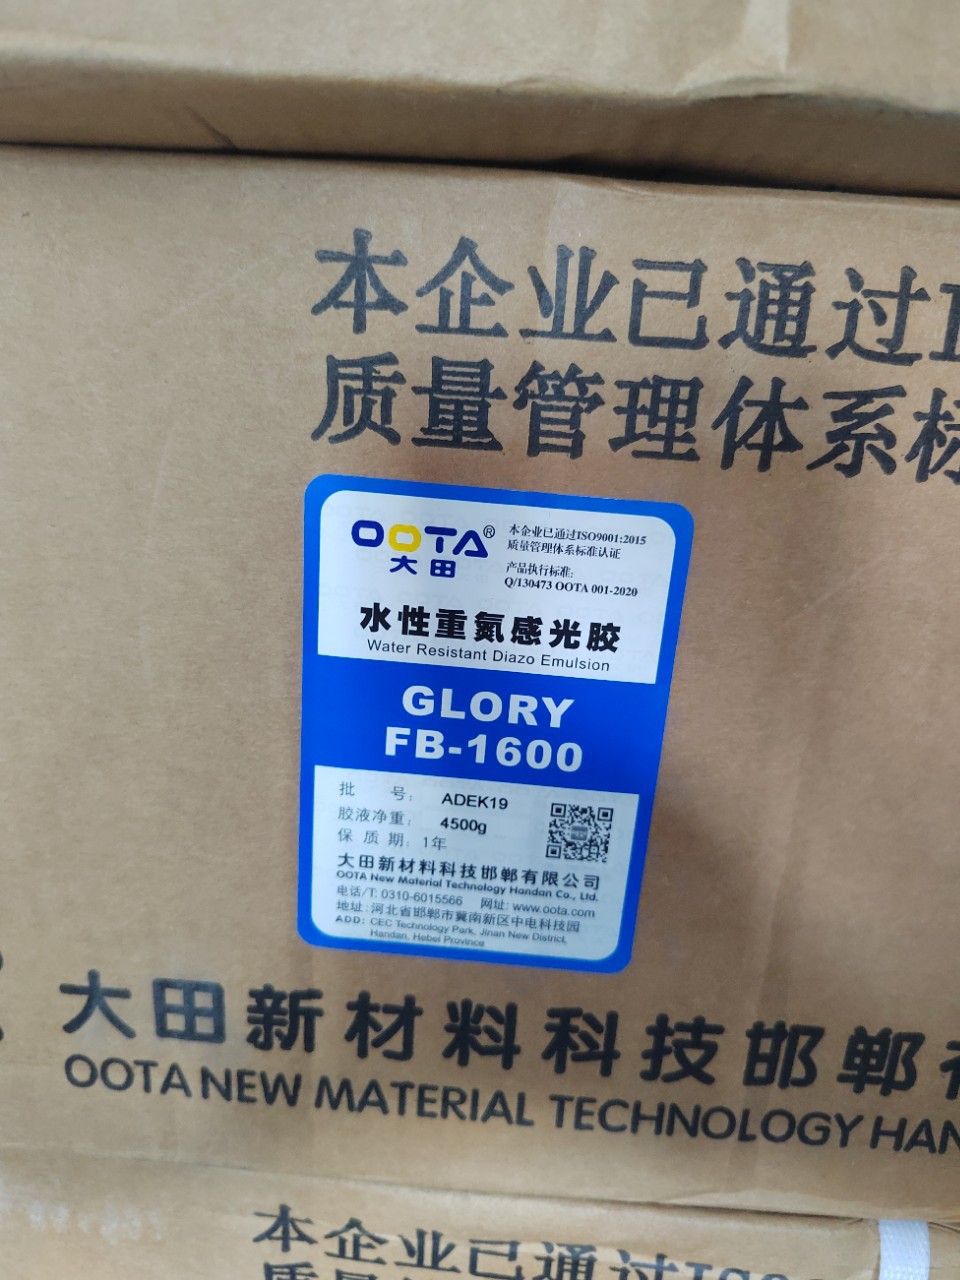 本企业已通过I
质量管理体系标
OOTA®
大田
本企业已通过ISO9001:2015
质量管理体系标准认证
产品执行标准:
Q/130473 OOTA 001-2020
水性重氮感光胶
Water Resistant Diazo Emulsion
GLORY
FB-1600
批 号: ADEK19
胶液净重: 4500g
保 质 期: 1年
大田新材料科技邯郸有限公司
OOTA New Material Technology Handan Co., Ltd.
电话/T: 0310-6015566 网址: www.oota.com
地址: 河北省邯郸市冀南新区中电科技园
ADD: CEC Technology Park, Jinan New District,
Handan, Hebei Province
大田新材料科技邯郸有
OOTA NEW MATERIAL TECHNOLOGY HAN
本企业已通过ISO